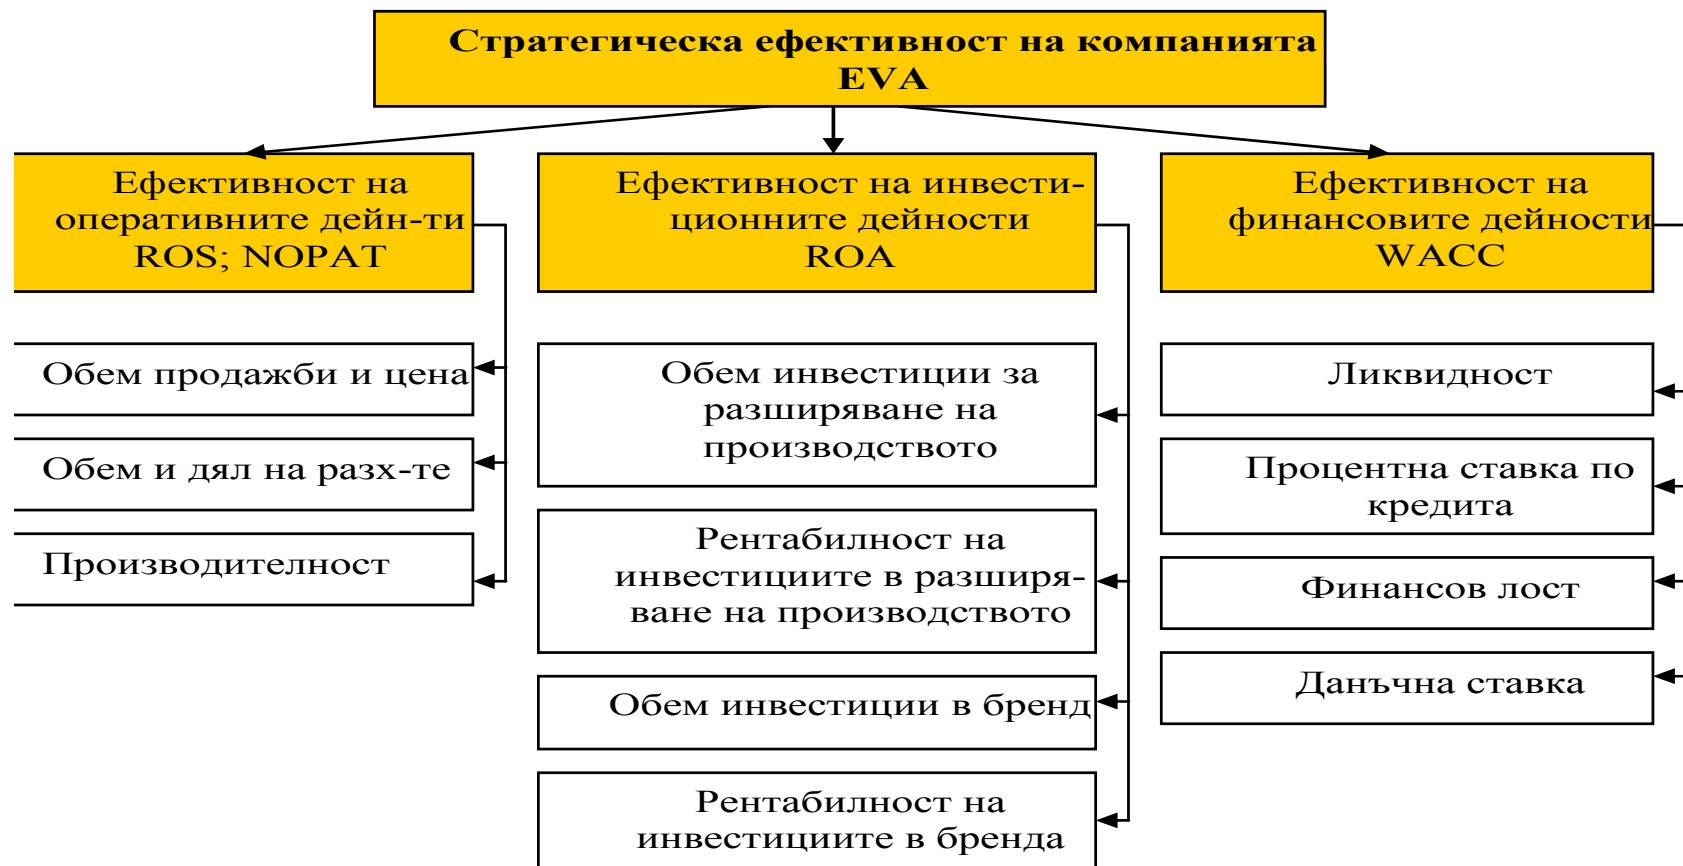 Стратегическа ефективност на компанията
EVA
Ефективност на
оперативните дейн-ти
ROS; NOPAT
Обем продажби и цена
Обем и дял на разх-те
Производителност
Ефективност на инвести-
ционните дейности
ROA
Обем инвестиции за
разширяване на
производството
Рентабилност на
инвестициите в разширя-
ване на производството
Обем инвестиции в бренд
Рентабилност на
инвестициите в бренда
Ефективност на
финансовите дейности
WACC
Ликвидност
Процентна ставка по
кредита
Финансов лост
Данъчна ставка